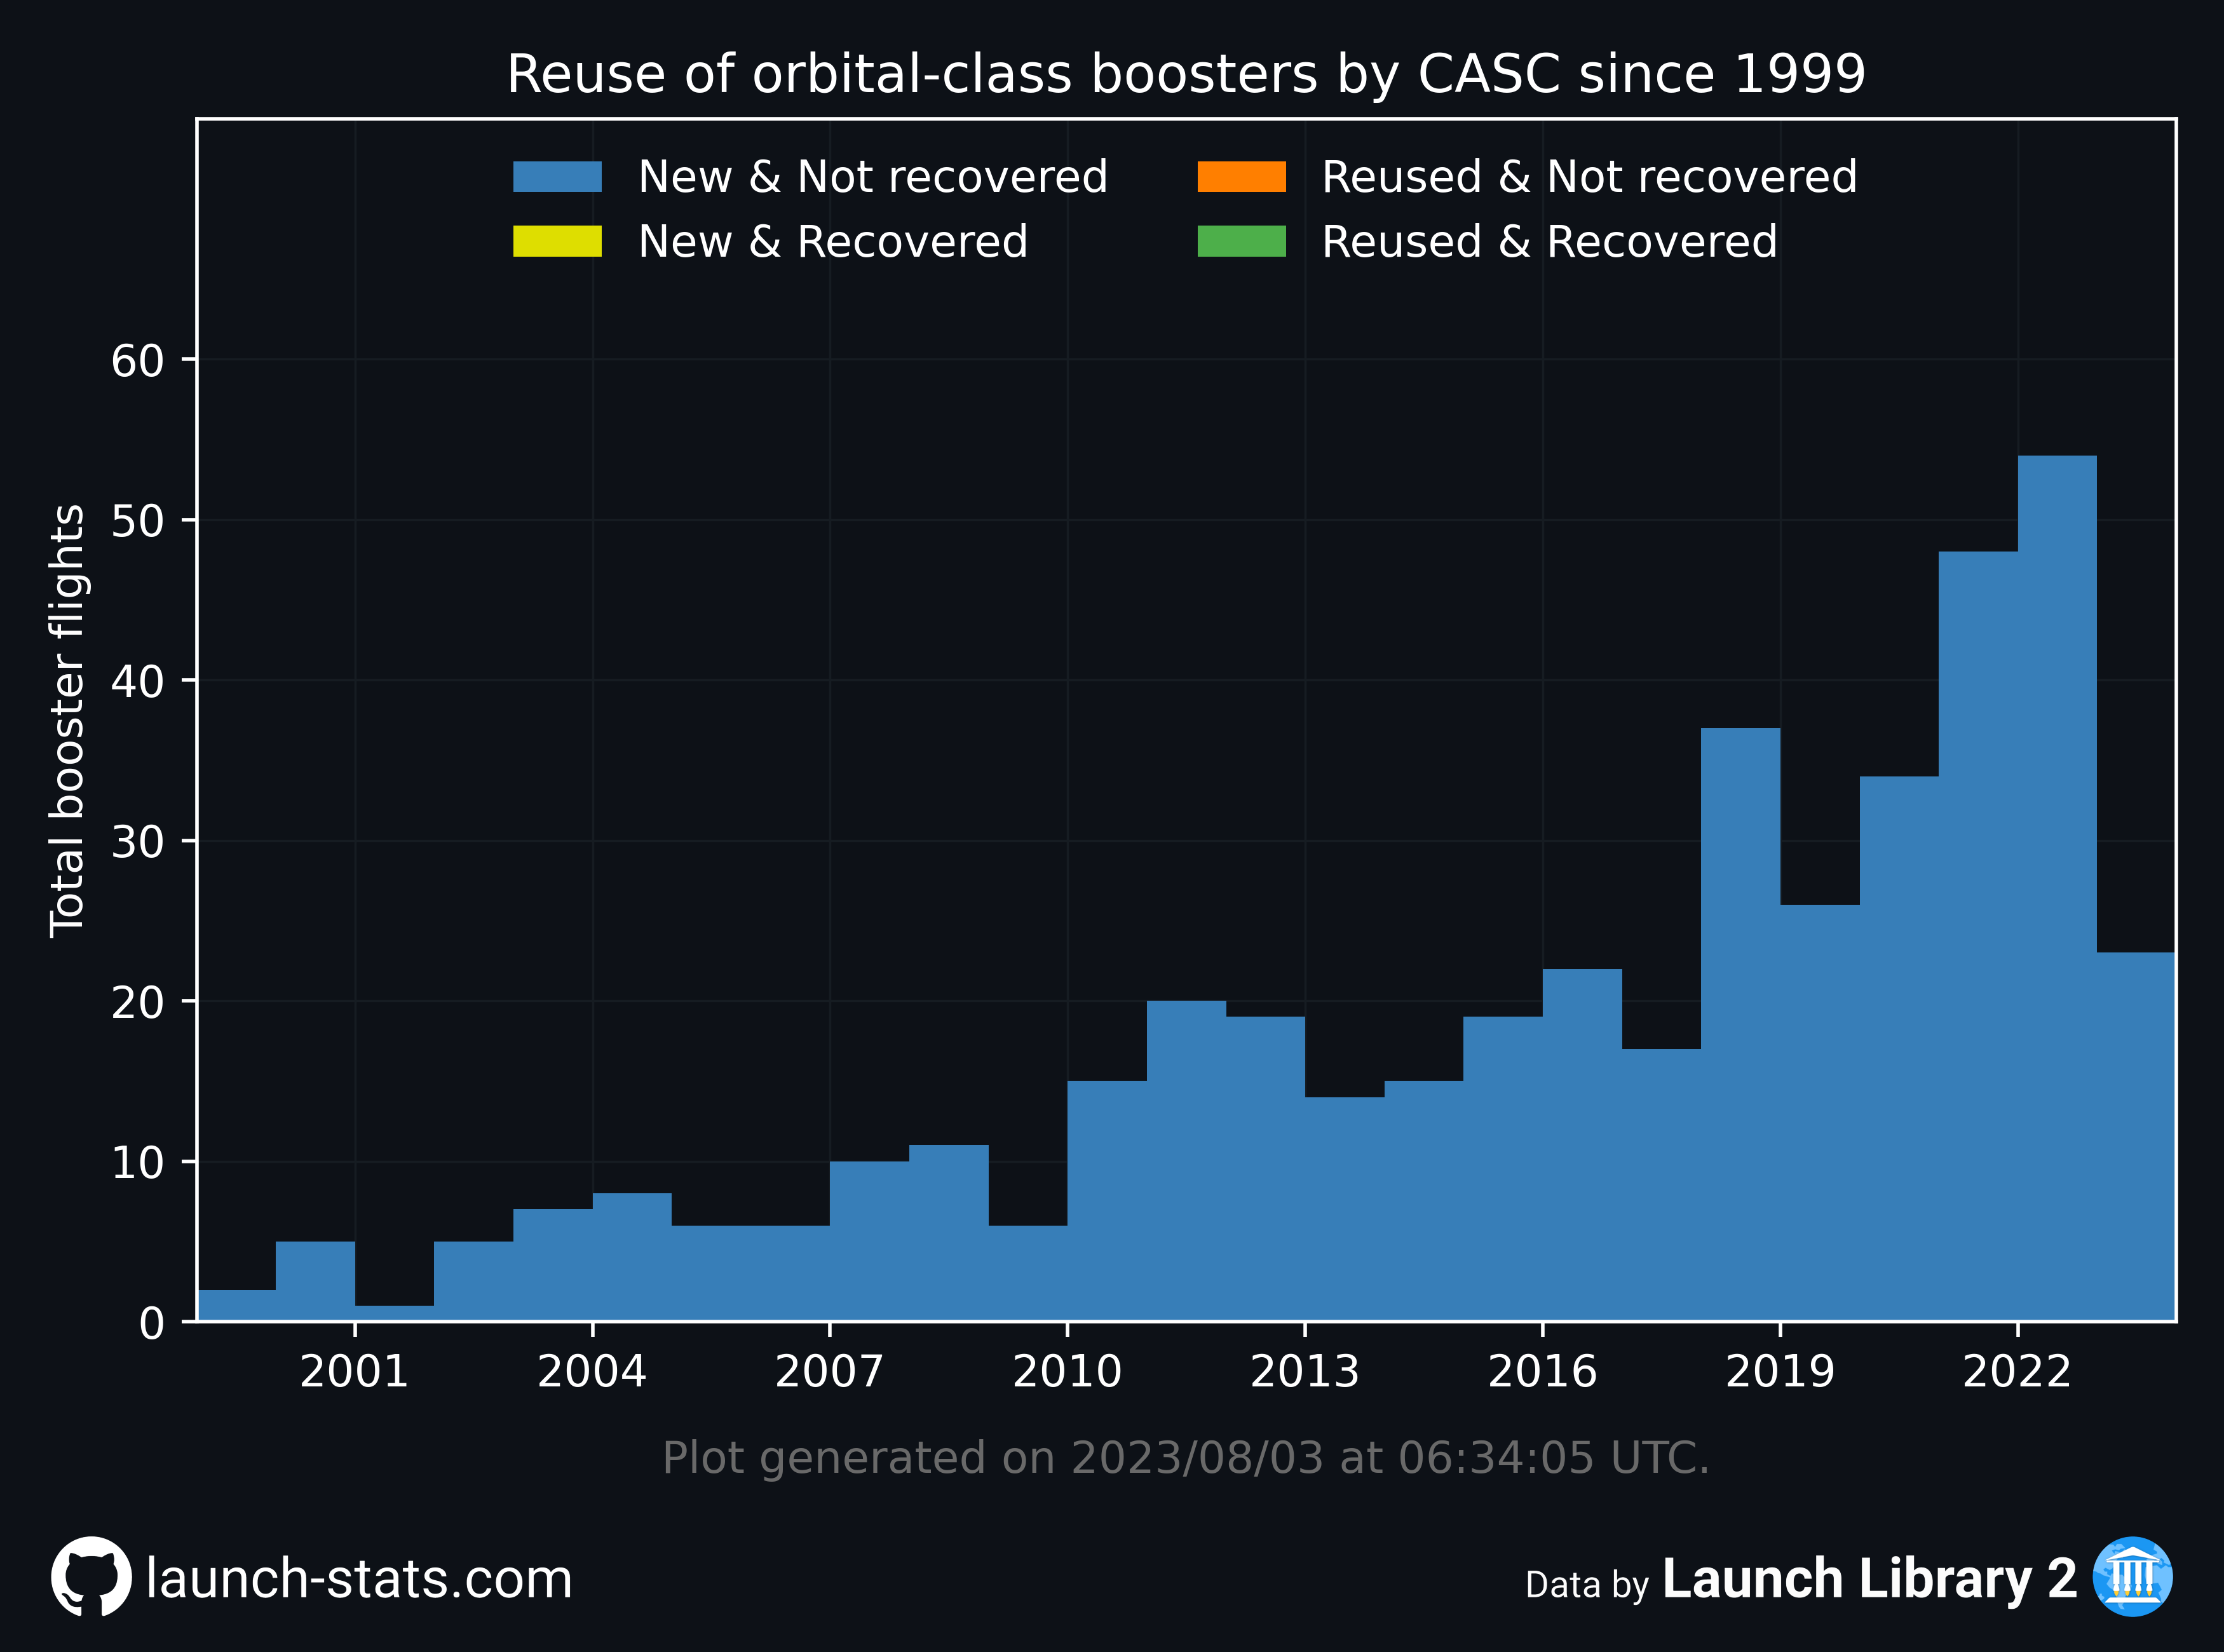 Reuse of orbital-class boosters by CASC since 1999
New & Not recovered
New & Recovered
Reused & Not recovered
Reused & Recovered
Total booster flights
60
50
40
30
20
10
0
2001 2004 2007 2010 2013 2016 2019 2022
Plot generated on 2023/08/03 at 06:34:05 UTC.
launch-stats.com
Data by Launch Library 2